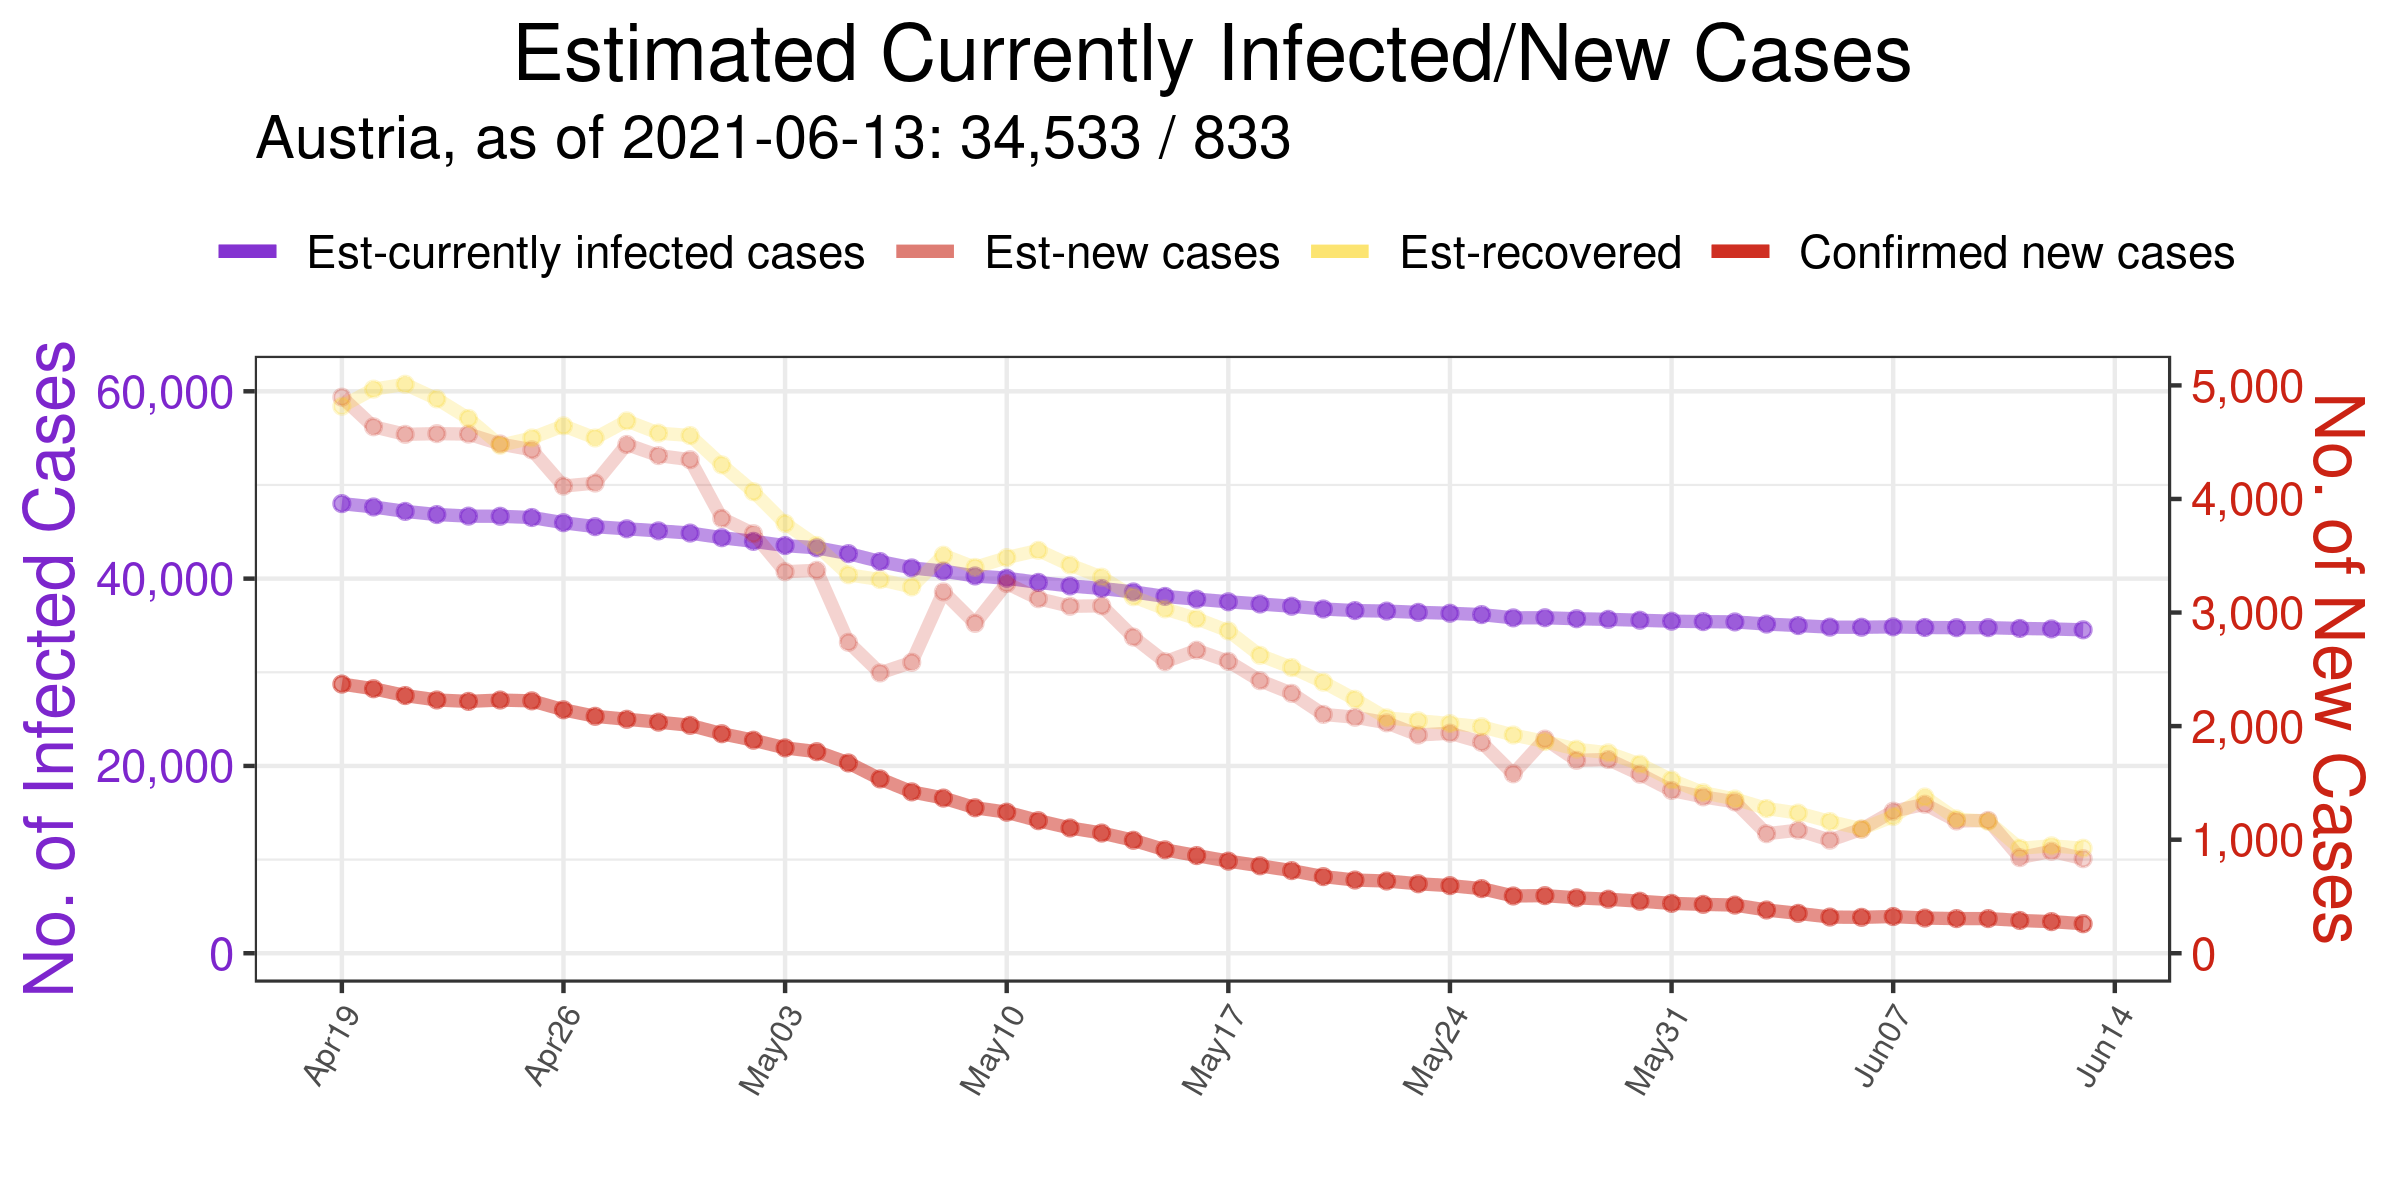 Estimated Currently Infected/New Cases
Austria, as of 2021-06-13: 34,533 / 833
Est-currently infected cases Est-new cases Est-recovered Confirmed new cases
No. of Infected Cases
60,000
40,000
20,000
0
5,000
4,000
3,000
2,000
1,000
0
No. of New Cases
Apr19 Apr26 May03 May10 May17 May24 May31 Jun07 Jun14